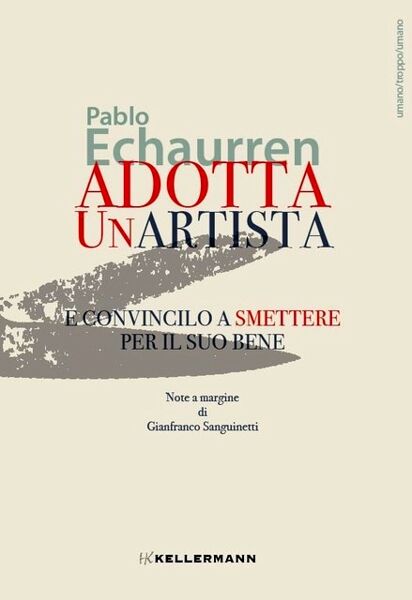 umano/troppo/umano
Pablo
Echaurren
ADOTTA
UNARTISTA
E CONVINCILO A SMETTERE
PER IL SUO BENE
Note a margine
di
Gianfranco Sanguinetti
HK KELLERMANN